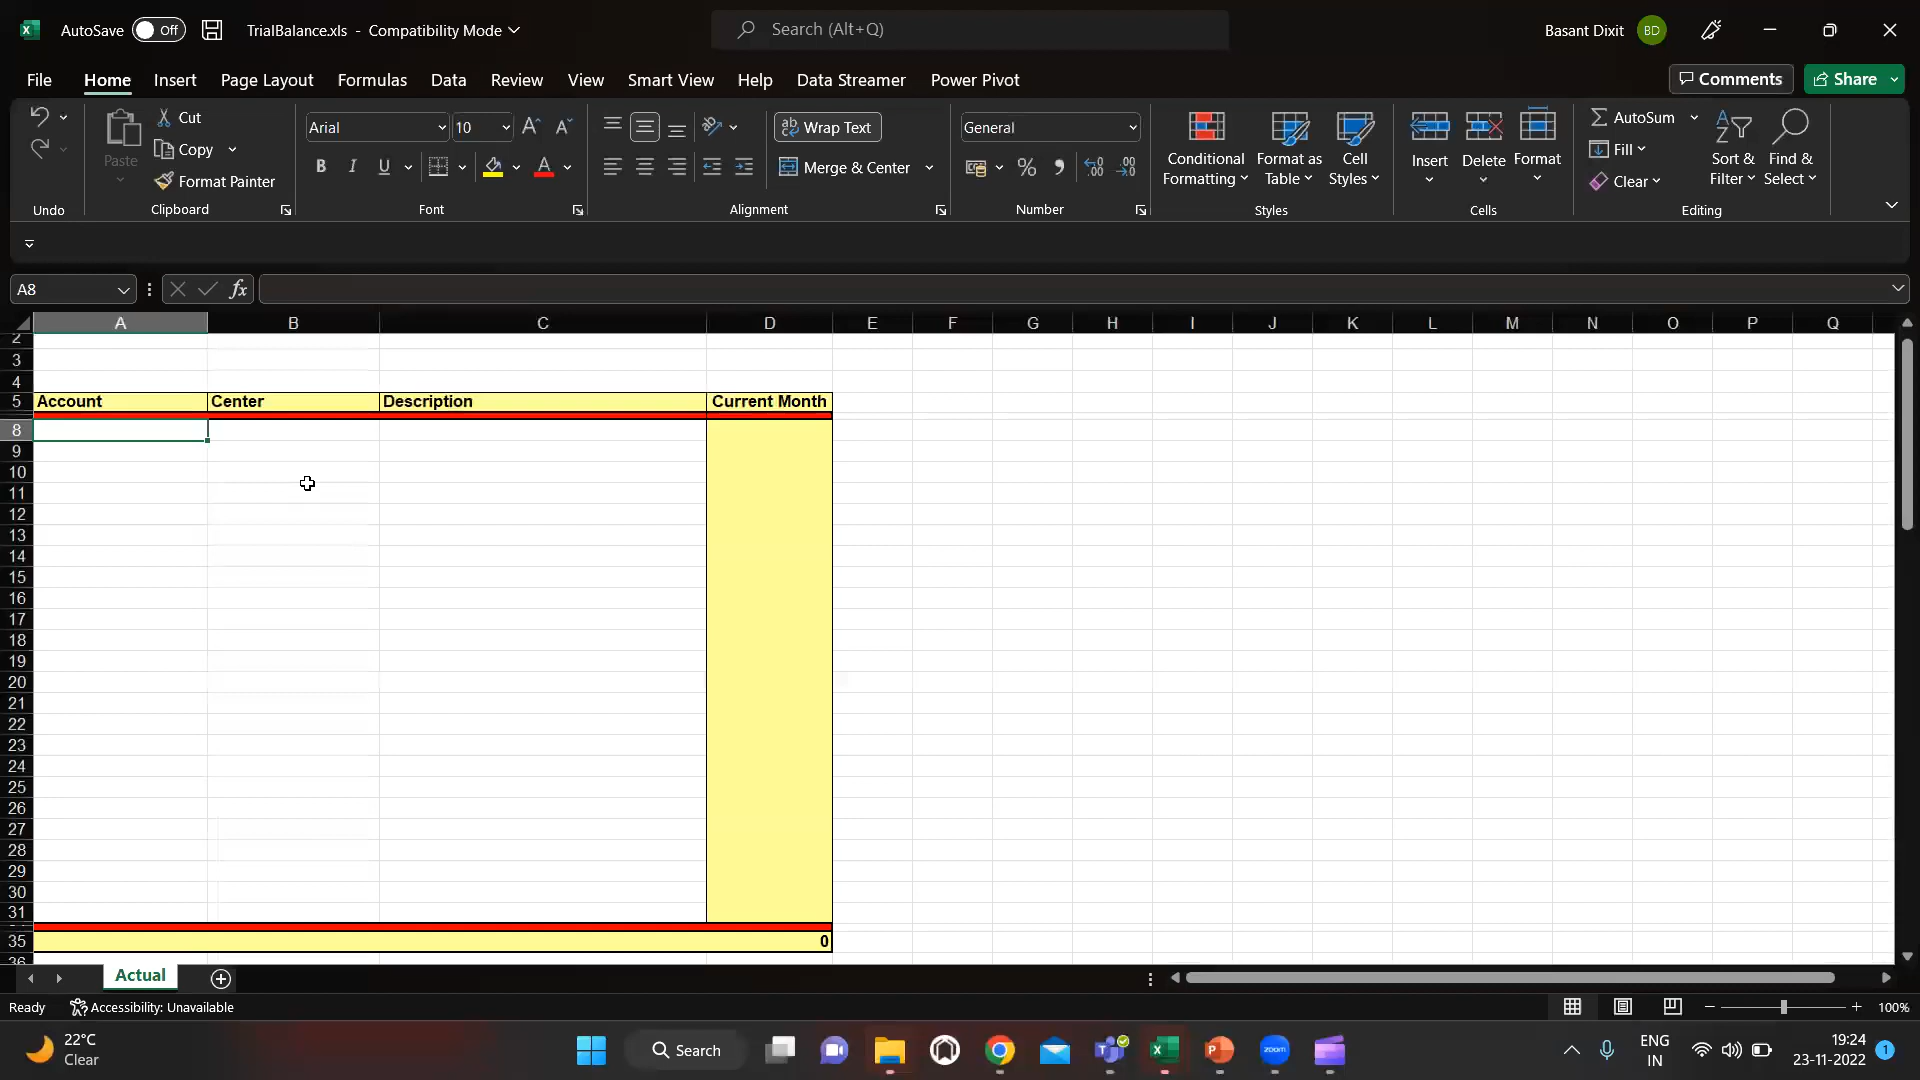 AutoSave Off TrialBalance.xls - Compatibility Mode Search (Alt+Q) Basant Dixit BD
File Home Insert Page Layout Formulas Data Review View Smart View Help Data Streamer Power Pivot Comments Share
Paste Cut Copy Format Painter
Arial 10 B I U A
ab Wrap Text
Merge & Center
General
% 9
Conditional Formatting Format as Table Cell Styles
Insert Delete Format
AutoSum Fill Clear
Sort & Filter Find & Select
Undo Clipboard Font Alignment Number Styles Cells Editing
A8 fx
A B C D E F G H I J K L M N O P Q
2
3
4
5 Account Center Description Current Month
8
9
10
11
12
13
14
15
16
17
18
19
20
21
22
23
24
25
26
27
28
29
30
31
35 0
36
Actual
Ready Accessibility: Unavailable 100%
22°C
Clear
Search
zoom
ENG
IN
19:24
23-11-2022
1